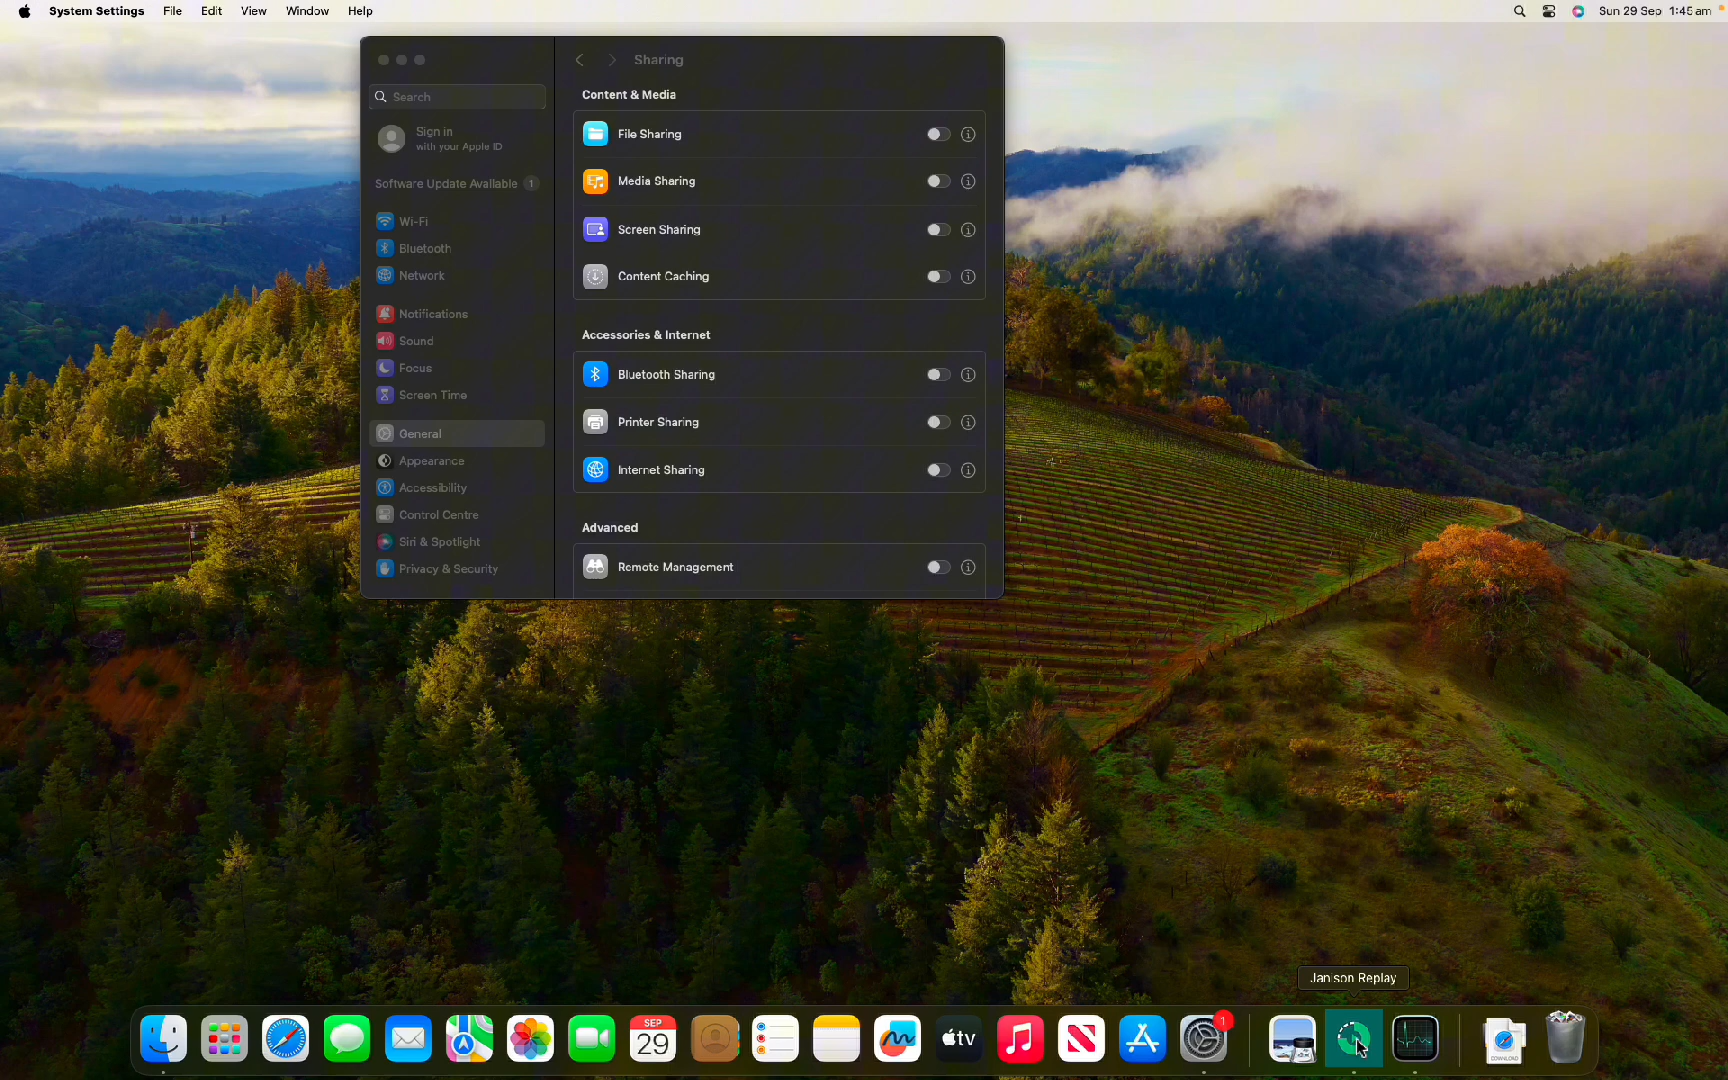 System Settings File Edit View Window Help
Sun 29 Sep 1:45 am
Search
Sign in
with your Apple ID
Software Update Available 1
Wi-Fi
Bluetooth
Network
Notifications
Sound
Focus
Screen Time
General
Appearance
Accessibility
Control Centre
Siri & Spotlight
Privacy & Security
Sharing
Content & Media
File Sharing
Media Sharing
Screen Sharing
Content Caching
Accessories & Internet
Bluetooth Sharing
Printer Sharing
Internet Sharing
Advanced
Remote Management
Janison Replay
SEP
29
tv
1
DOWNLOAD